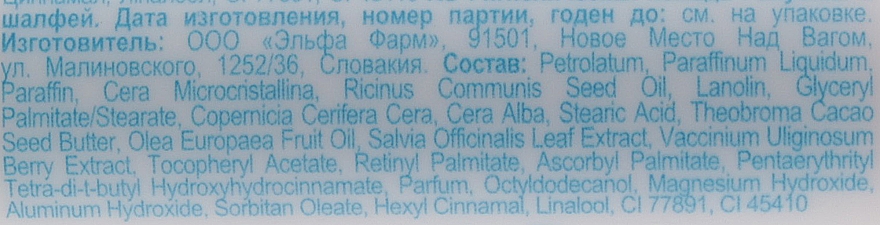 шалфей. Дата изготовления, номер партии, годен до: см. на упаковке.
Изготовитель: ООО «Эльфа Фарм», 91501, Новое Место Над Вагом,
ул. Малиновского, 1252/36, Словакия. Состав: Petrolatum, Paraffinum Liquidum,
Paraffin, Cera Microcristallina, Ricinus Communis Seed Oil, Lanolin, Glyceryl
Palmitate/Stearate, Copernicia Cerifera Cera, Cera Alba, Stearic Acid, Theobroma Cacao
Seed Butter, Olea Europaea Fruit Oil, Salvia Officinalis Leaf Extract, Vaccinium Uliginosum
Berry Extract, Tocopheryl Acetate, Retinyl Palmitate, Ascorbyl Palmitate, Pentaerythrityl
Tetra-di-t-butyl Hydroxyhydrocinnamate, Parfum, Octyldodecanol, Magnesium Hydroxide,
Aluminum Hydroxide, Sorbitan Oleate, Hexyl Cinnamal, Linalool, CI 77891, CI 45410